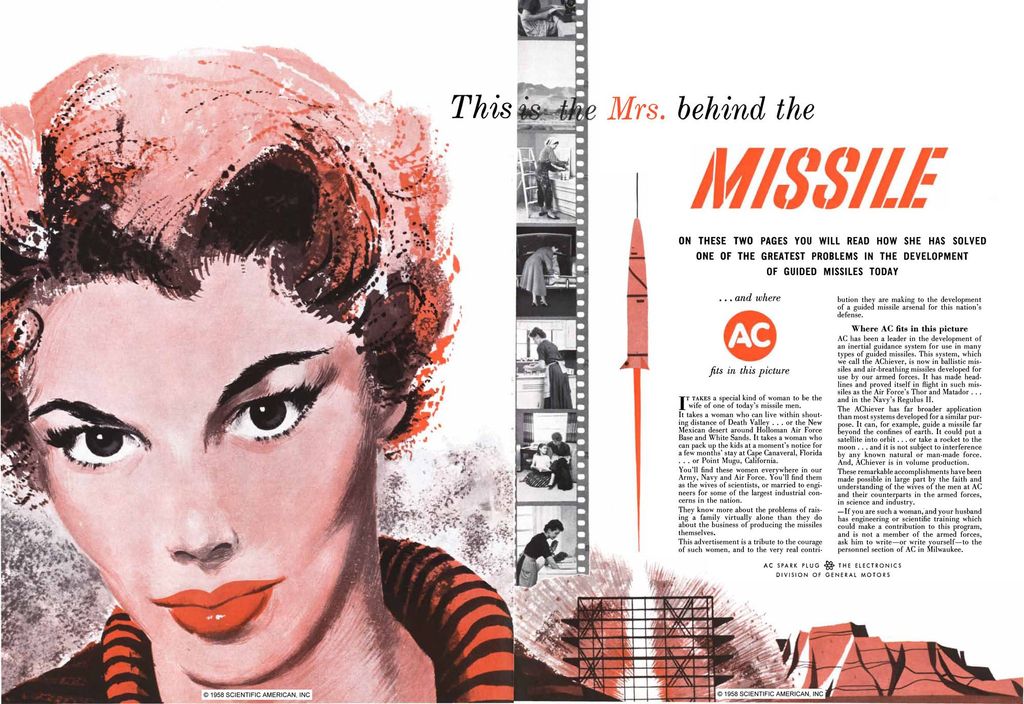 This is the Mrs. behind the
MISSILE
ON THESE TWO PAGES YOU WILL READ HOW SHE HAS SOLVED
ONE OF THE GREATEST PROBLEMS IN THE DEVELOPMENT
OF GUIDED MISSILES TODAY
...and where
AC
fits in this picture
IT TAKES a special kind of woman to be the
wife of one of today's missile men.
It takes a woman who can live within shout-
ing distance of Death Valley . . . or the New
Mexican desert around Holloman Air Force
Base and White Sands. It takes a woman who
can pack up the kids at a moment's notice for
a few months' stay at Cape Canaveral, Florida
. . . or Point Mugu, California.
You'll find these women everywhere in our
Army, Navy and Air Force. You'll find them
as the wives of scientists, or married to engi-
neers for some of the largest industrial con-
cerns in the nation.
They know more about the problems of rais-
ing a family virtually alone than they do
about the business of producing the missiles
themselves.
This advertisement is a tribute to the courage
of such women, and to the very real contri-
bution they are making to the development
of a guided missile arsenal for this nation's
defense.
Where AC fits in this picture
AC has been a leader in the development of
an inertial guidance system for use in many
types of guided missiles. This system, which
we call the AChiever, is now in ballistic mis-
siles and air-breathing missiles developed for
use by our armed forces. It has made head-
lines and proved itself in flight in such mis-
siles as the Air Force's Thor and Matador . . .
and in the Navy's Regulus II.
The AChiever has far broader application
than most systems developed for a similar pur-
pose. It can, for example, guide a missile far
beyond the confines of earth. It could put a
satellite into orbit . . . or take a rocket to the
moon . . . and it is not subject to interference
by any known natural or man-made force.
And, AChiever is in volume production.
These remarkable accomplishments have been
made possible in large part by the faith and
understanding of the wives of the men at AC
and their counterparts in the armed forces,
in science and industry.
—If you are such a woman, and your husband
has engineering or scientific training which
could make a contribution to this program,
and is not a member of the armed forces,
ask him to write—or write yourself—to the
personnel section of AC in Milwaukee.
AC SPARK PLUG THE ELECTRONICS
DIVISION OF GENERAL MOTORS
© 1958 SCIENTIFIC AMERICAN, INC
© 1958 SCIENTIFIC AMERICAN, INC